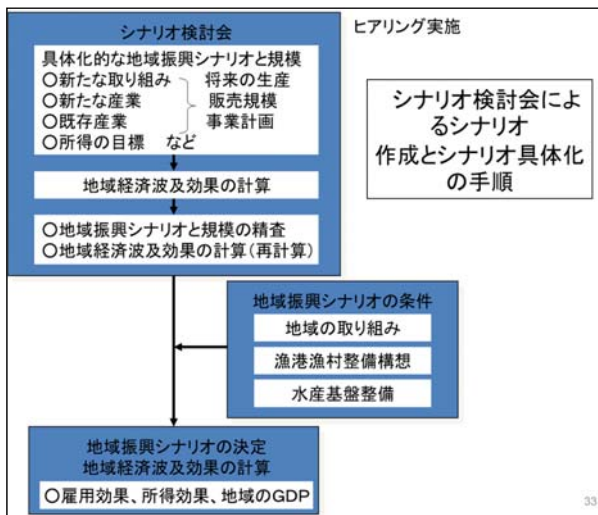 シナリオ検討会
ヒアリング実施
具体化的な地域振興シナリオと規模
〇新たな取り組み 将来の生産
〇新たな産業 販売規模
〇既存産業 事業計画
〇所得の目標 など
地域経済波及効果の計算
〇地域振興シナリオと規模の精査
〇地域経済波及効果の計算(再計算)
シナリオ検討会によ
るシナリオ
作成とシナリオ具体化
の手順
地域振興シナリオの条件
地域の取り組み
漁港漁村整備構想
水産基盤整備
地域振興シナリオの決定
地域経済波及効果の計算
〇雇用効果、所得効果、地域のGDP
33